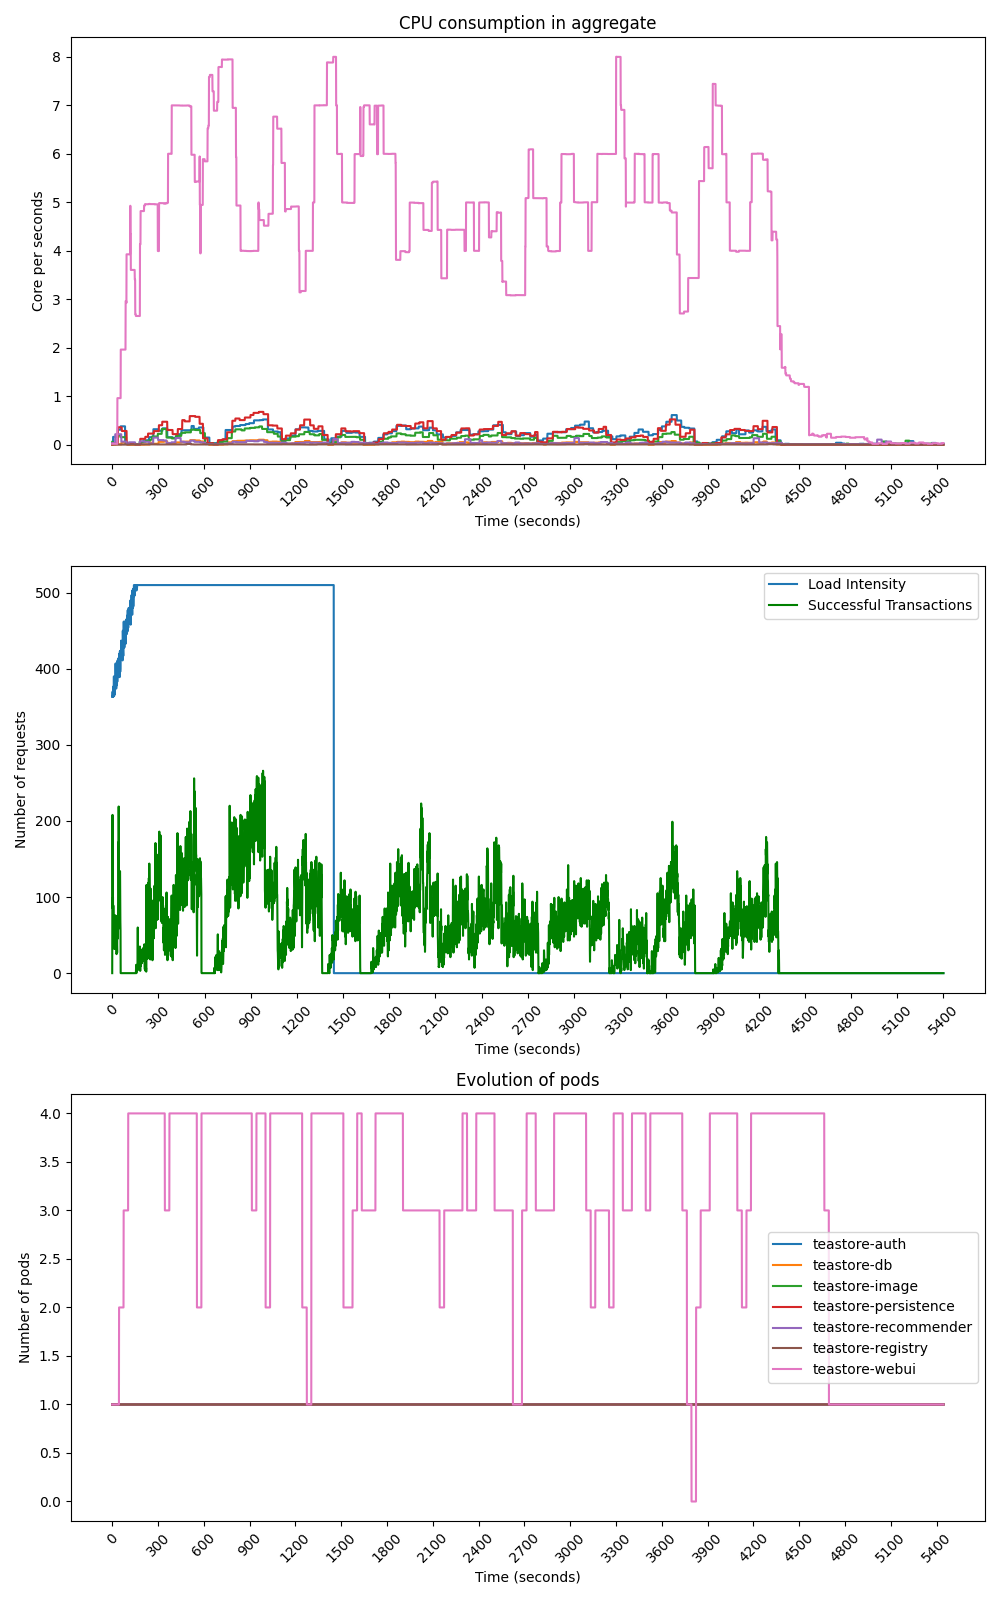 CPU consumption in aggregate
Core per seconds
8
7
6
5
4
3
2
1
0
0 300 600 900 1200 1500 1800 2100 2400 2700 3000 3300 3600 3900 4200 4500 4800 5100 5400
Time (seconds)
Number of requests
500
400
300
200
100
0
Load Intensity
Successful Transactions
0 300 600 900 1200 1500 1800 2100 2400 2700 3000 3300 3600 3900 4200 4500 4800 5100 5400
Time (seconds)
Evolution of pods
Number of pods
4.0
3.5
3.0
2.5
2.0
1.5
1.0
0.5
0.0
teastore-auth
teastore-db
teastore-image
teastore-persistence
teastore-recommender
teastore-registry
teastore-webui
0 300 600 900 1200 1500 1800 2100 2400 2700 3000 3300 3600 3900 4200 4500 4800 5100 5400
Time (seconds)